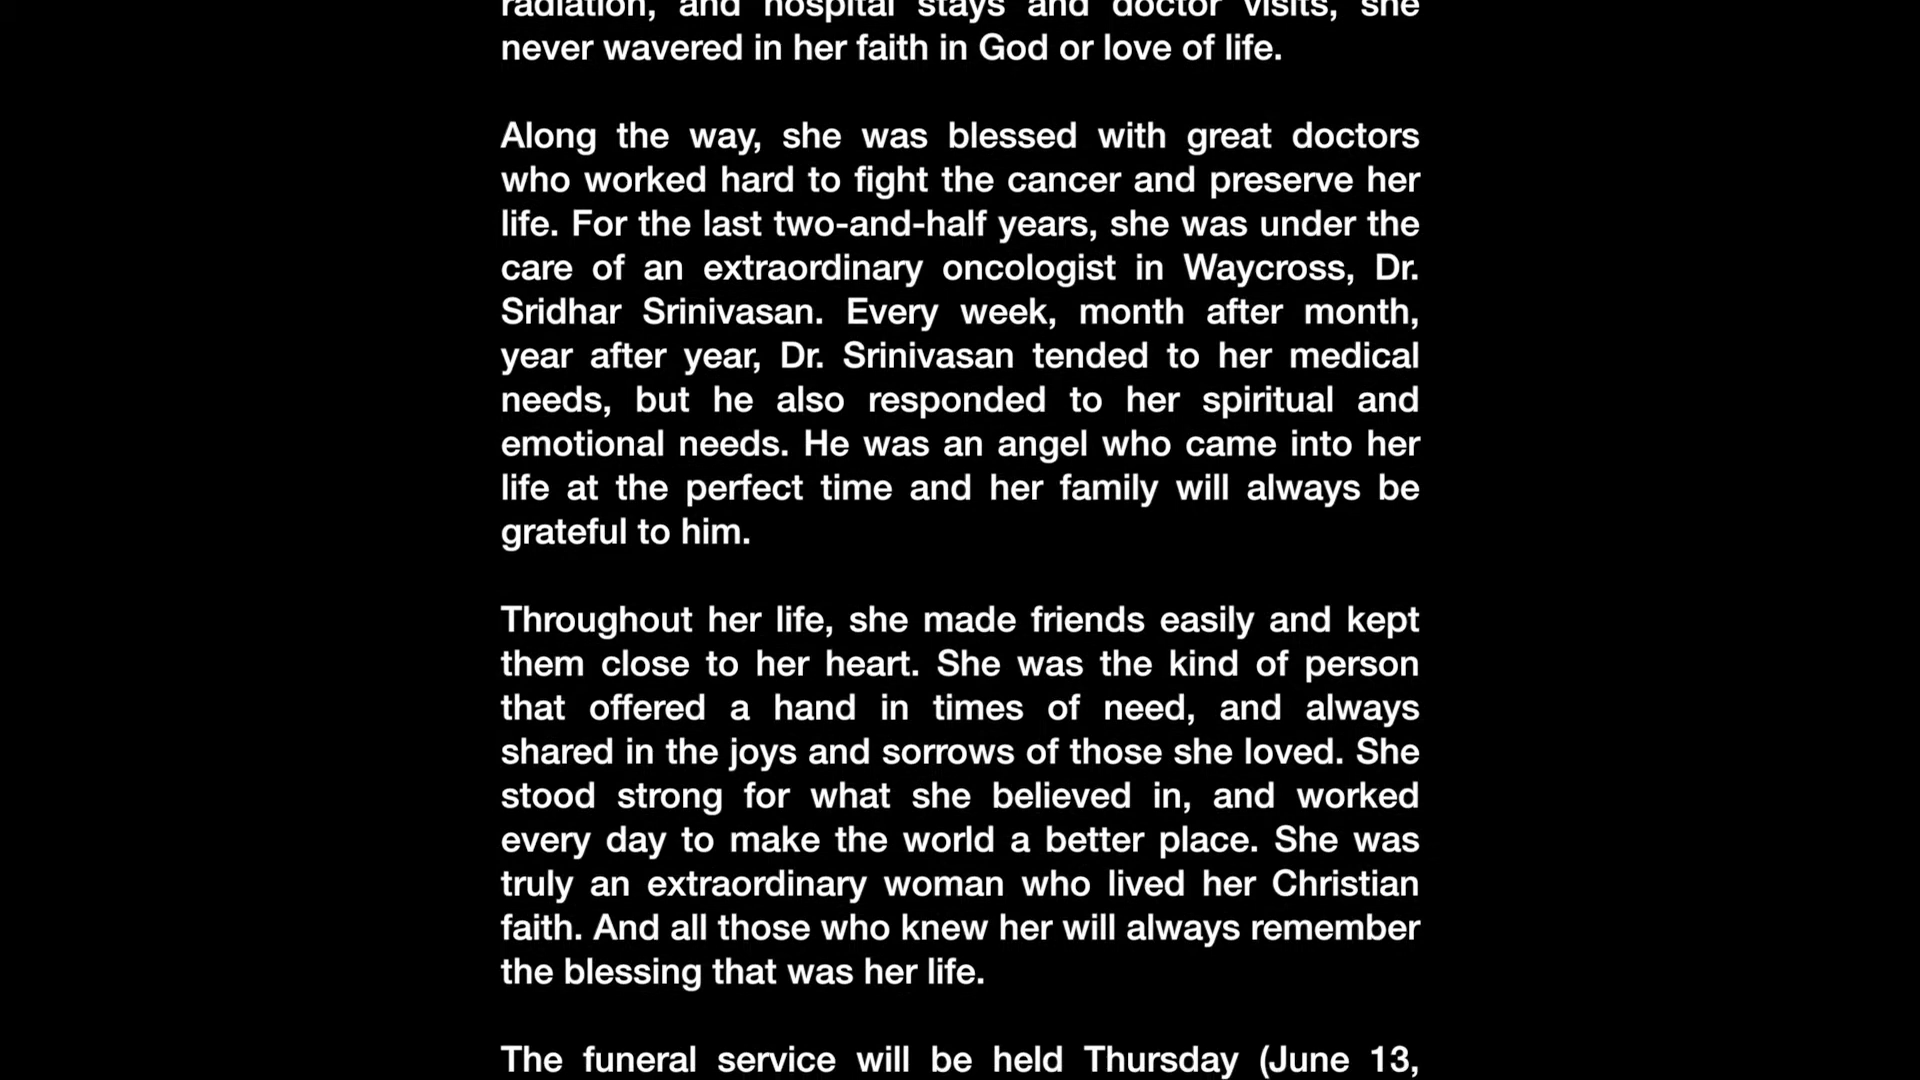 radiation, and hospital stays and doctor visits, she
never wavered in her faith in God or love of life.
Along the way, she was blessed with great doctors
who worked hard to fight the cancer and preserve her
life. For the last two-and-half years, she was under the
care of an extraordinary oncologist in Waycross, Dr.
Sridhar Srinivasan. Every week, month after month,
year after year, Dr. Srinivasan tended to her medical
needs, but he also responded to her spiritual and
emotional needs. He was an angel who came into her
life at the perfect time and her family will always be
grateful to him.
Throughout her life, she made friends easily and kept
them close to her heart. She was the kind of person
that offered a hand in times of need, and always
shared in the joys and sorrows of those she loved. She
stood strong for what she believed in, and worked
every day to make the world a better place. She was
truly an extraordinary woman who lived her Christian
faith. And all those who knew her will always remember
the blessing that was her life.
The funeral service will be held Thursday (June 13,